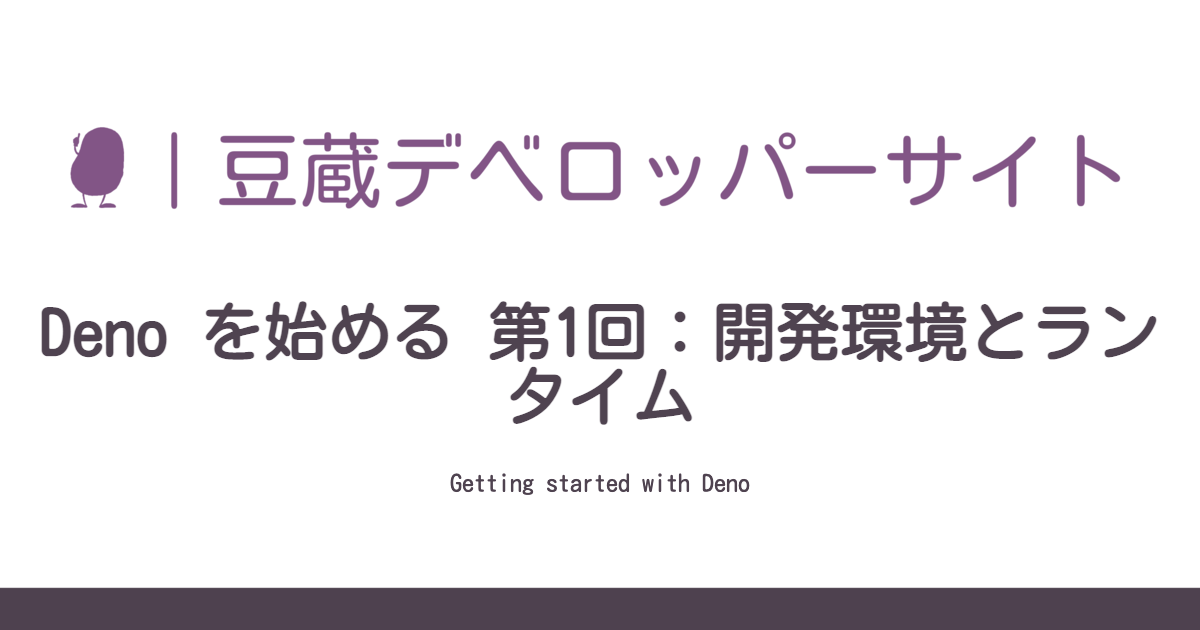 |豆蔵デベロッパーサイト
Deno を始める 第1回：開発環境とラン
タイム
Getting started with Deno